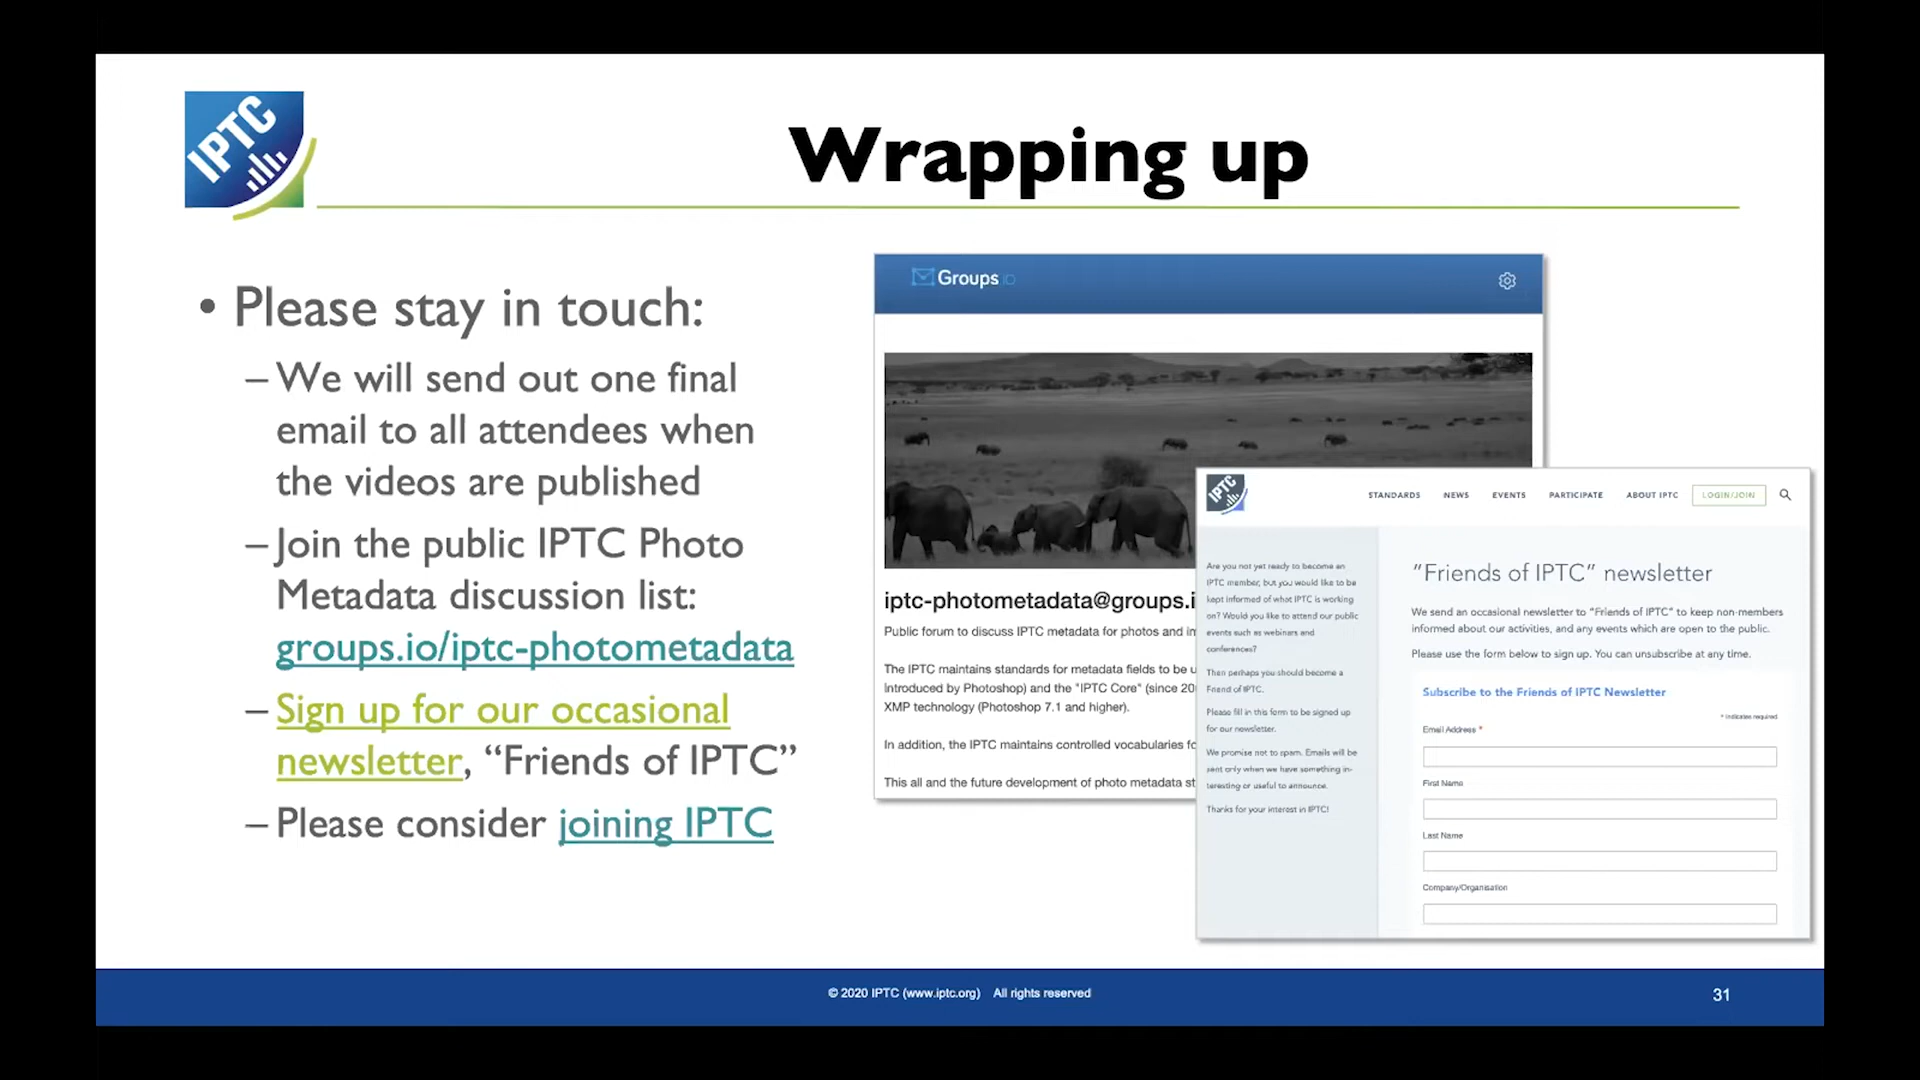 IPTC
Wrapping up
• Please stay in touch:
– We will send out one final
email to all attendees when
the videos are published
– Join the public IPTC Photo
Metadata discussion list:
groups.io/iptc-photometadata
– Sign up for our occasional
newsletter, “Friends of IPTC”
– Please consider joining IPTC
Groups.io
iptc-photometadata@groups.i
Public forum to discuss IPTC metadata for photos and
The IPTC maintains standards for metadata fields to be
introduced by Photoshop) and the "IPTC Core" (since
XMP technology (Photoshop 7.1 and higher).
In addition, the IPTC maintains controlled vocabularies
This all and the future development of photo metadata
IPTC
STANDARDS NEWS EVENTS PARTICIPATE ABOUT IPTC LOGIN/JOIN
Are you not yet ready to become an
IPTC member, but you would like to be
kept informed of what IPTC is working
on? Would you like to attend our public
events such as webinars and
conferences?
Then perhaps you should become a
Friend of IPTC.
Please fill in this form to be signed up
for our newsletter.
We promise not to spam. Emails will be
sent only when we have something in-
teresting or useful to announce.
Thanks for your interest in IPTC!
“Friends of IPTC” newsletter
We send an occasional newsletter to “Friends of IPTC” to keep non-members
informed about our activities, and any events which are open to the public.
Please use the form below to sign up. You can unsubscribe at any time.
Subscribe to the Friends of IPTC Newsletter
* indicates required
Email Address *
First Name
Last Name
Company/Organisation
© 2020 IPTC (www.iptc.org) All rights reserved
31